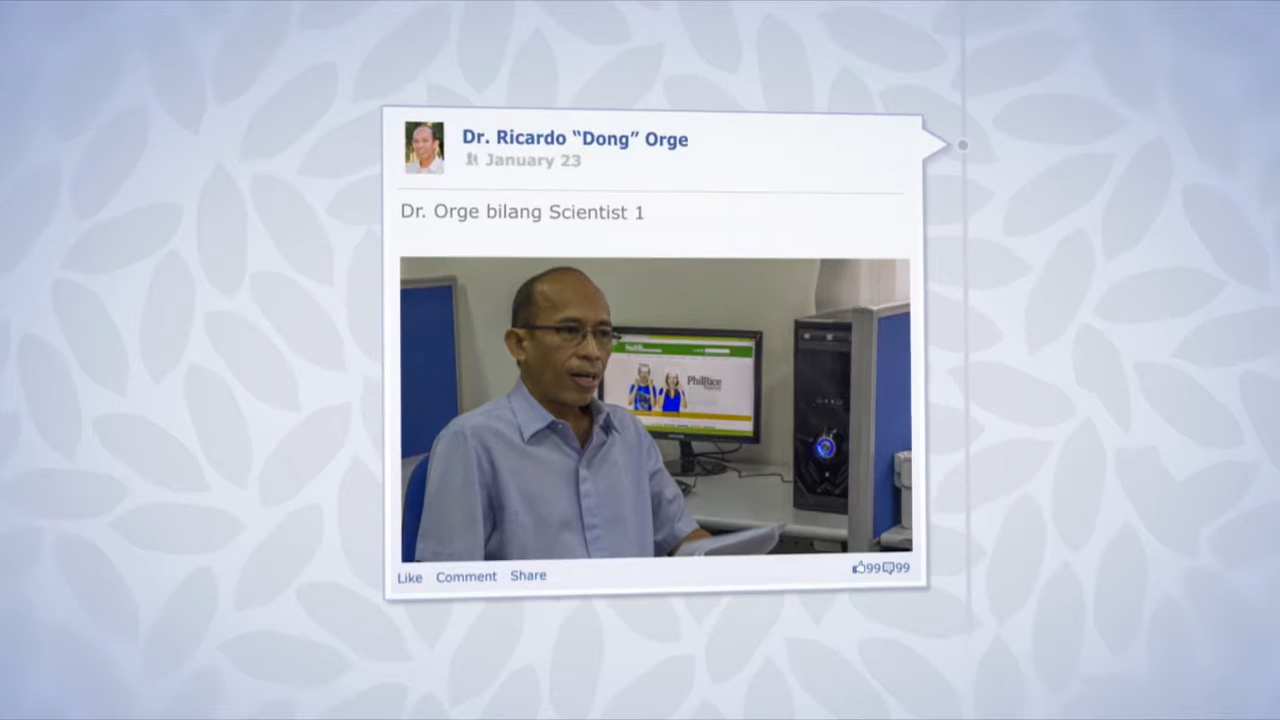 Dr. Ricardo “Dong” Orge
January 23
Dr. Orge bilang Scientist 1
PhilRice
Like Comment Share
99 99